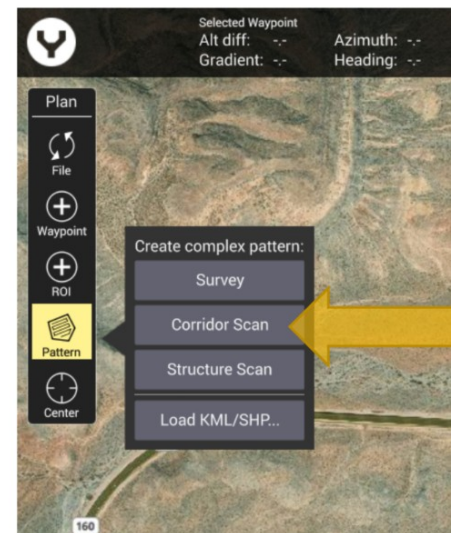 Selected Waypoint
Alt diff: -.- Azimuth: -.-
Gradient: -.- Heading: -.-
Plan
File
Waypoint
ROI
Pattern
Center
Create complex pattern:
Survey
Corridor Scan
Structure Scan
Load KML/SHP...
160